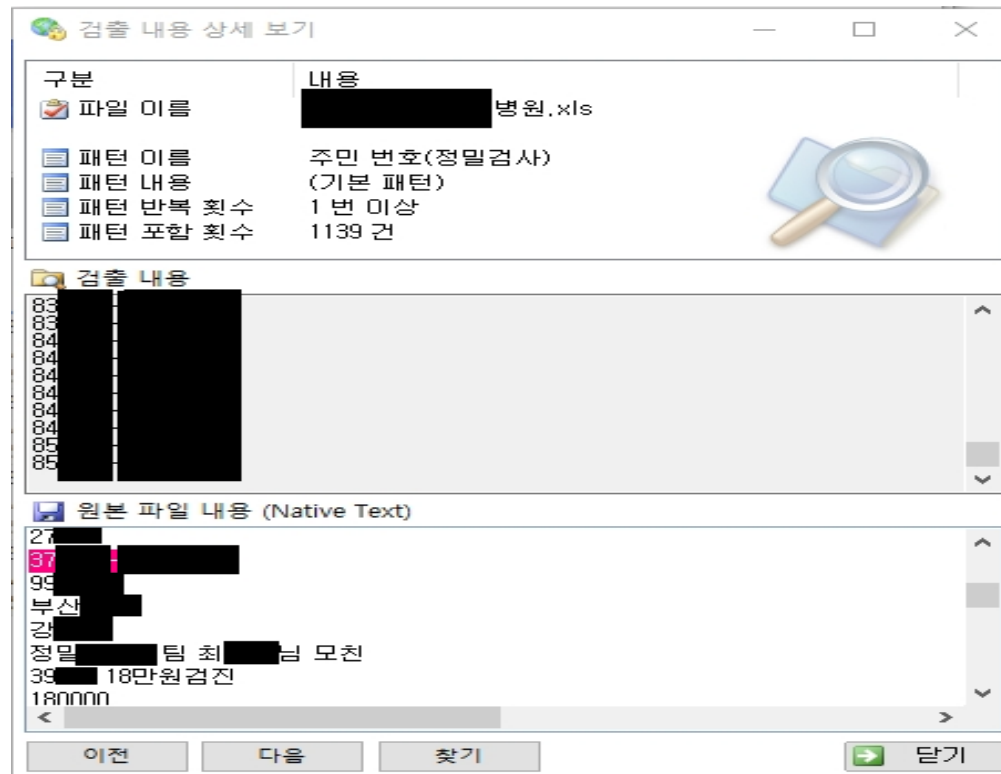 검출 내용 상세 보기
구분 내용
파일 이름 병원.xls
패턴 이름 주민 번호(정밀검사)
패턴 내용 (기본 패턴)
패턴 반복 횟수 1 번 이상
패턴 포함 횟수 1139 건
검출 내용
83
83
84
84
84
84
84
84
85
85
원본 파일 내용 (Native Text)
27
37
99
부산
강
정밀 팀 최 님 모친
39 18만원검진
180000
이전 다음 찾기 닫기